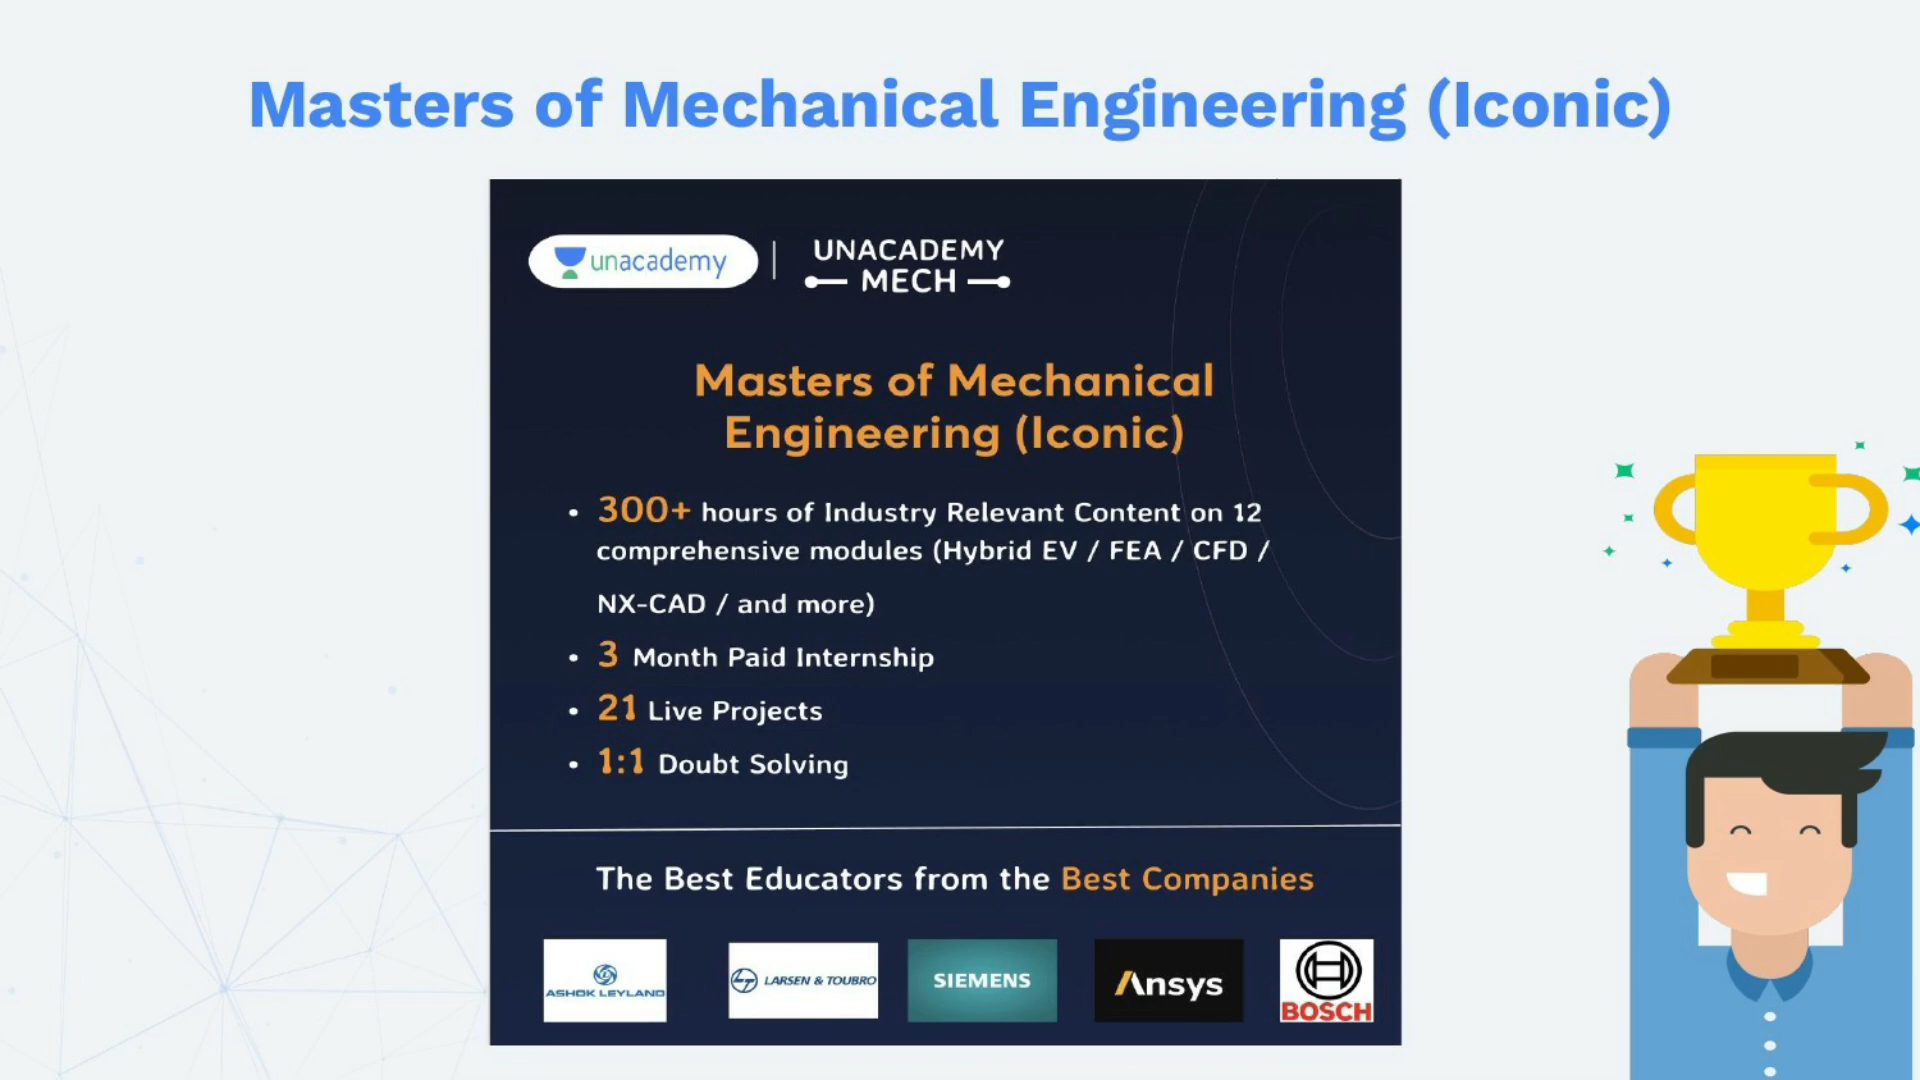 Masters of Mechanical Engineering (Iconic)
unacademy
UNACADEMY
MECH
Masters of Mechanical
Engineering (Iconic)
• 300+ hours of Industry Relevant Content on 12
comprehensive modules (Hybrid EV / FEA / CFD /
NX-CAD / and more)
• 3 Month Paid Internship
• 21 Live Projects
• 1:1 Doubt Solving
The Best Educators from the Best Companies
ASHOK LEYLAND
LARSEN & TOUBRO
SIEMENS
Ansys
BOSCH